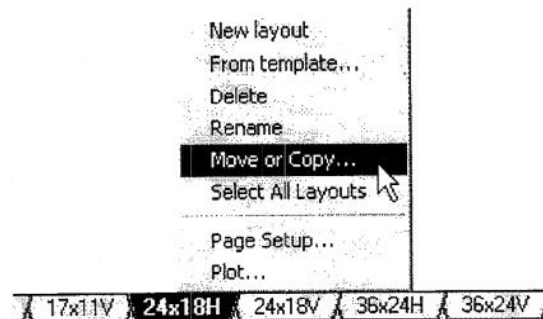 New layout
From template...
Delete
Rename
Move or Copy...
Select All Layouts
Page Setup...
Plot...
17x11V 24x18H 24x18V 36x24H 36x24V